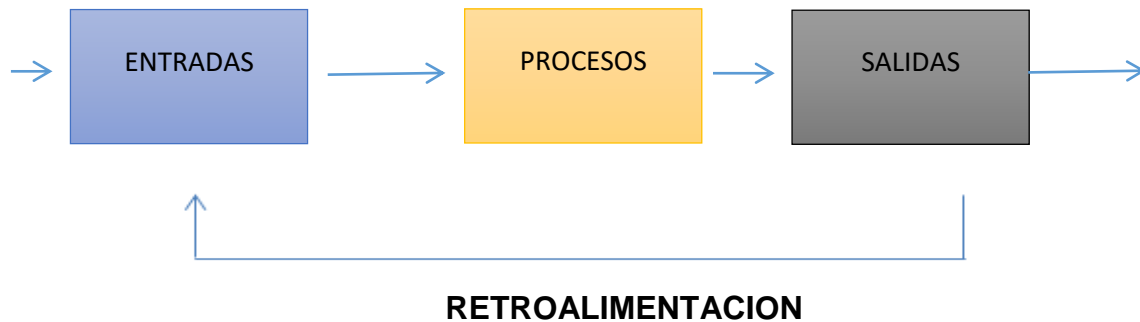 ENTRADAS
PROCESOS
SALIDAS
RETROALIMENTACION